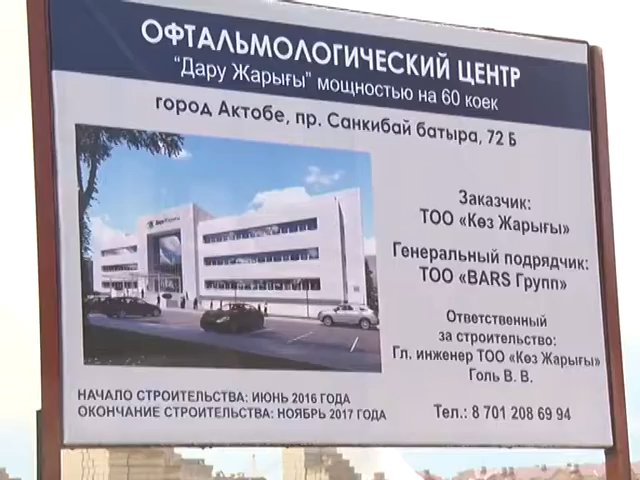 ОФТАЛЬМОЛОГИЧЕСКИЙ ЦЕНТР
"Дару Жарығы" мощностью на 60 коек
город Актобе, пр. Санкибай батыра, 72 Б
Заказчик:
ТОО «Көз Жарығы»
Генеральный подрядчик:
ТОО «BARS Групп»
Ответственный
за строительство:
Гл. инженер ТОО «Көз Жарығы»
Голь В. В.
Тел.: 8 701 208 69 94
НАЧАЛО СТРОИТЕЛЬСТВА: ИЮНЬ 2016 ГОДА
ОКОНЧАНИЕ СТРОИТЕЛЬСТВА: НОЯБРЬ 2017 ГОДА